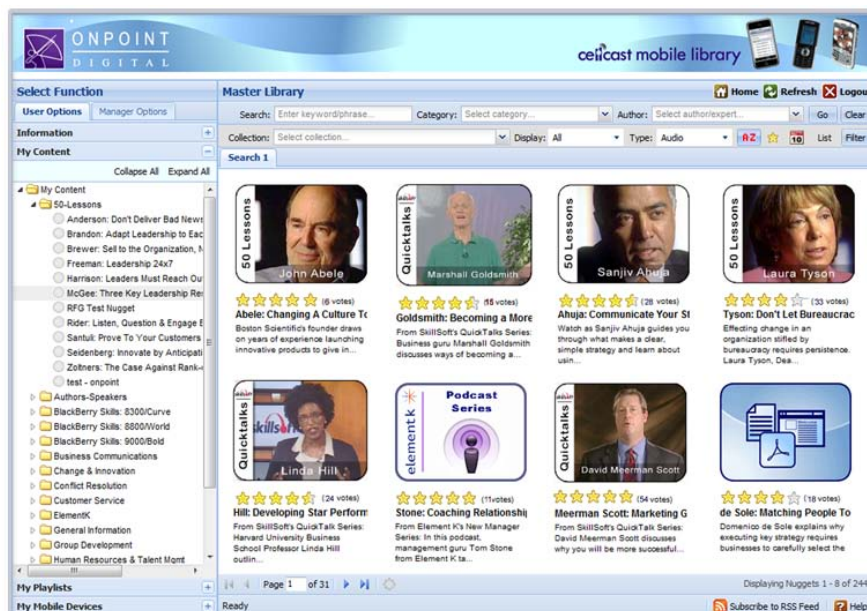 ONPOINT
DIGITAL
cellcast mobile library
Select Function
User Options Manager Options
Information
My Content
Collapse All Expand All
My Content
50-Lessons
Anderson: Don't Deliver Bad News
Brandon: Adapt Leadership to Eac
Brewer: Sell to the Organization, N
Freeman: Leadership 24x7
Harrison: Leaders Must Reach Ou
McGee: Three Key Leadership Re
RFG Test Nugget
Rider: Listen, Question & Engage E
Santuli: Prove To Your Customers
Seidenberg: Innovate by Anticipati
Zoltners: The Case Against Rank-
test - onpoint
Authors-Speakers
BlackBerry Skills: 8300/Curve
BlackBerry Skills: 8800/World
BlackBerry Skills: 9000/Bold
Business Communications
Change & Innovation
Conflict Resolution
Customer Service
ElementK
General Information
Group Development
Human Resources & Talent Mgmt
My Playlists
My Mobile Devices
Master Library Home Refresh Logou
Search: Enter keyword/phrase... Category: Select category... Author: Select author/expert... Go Clear
Collection: Select collection... Display: All Type: Audio AZ 10 List Filter
Search 1
50 Lessons
John Abele
(6 votes)
Abele: Changing A Culture To
Boston Scientific's founder draws
on years of experience launching
innovative products to give in...
Quicktalks
Marshall Goldsmith
(15 votes)
Goldsmith: Becoming a More
From SkillSoft's QuickTalks Series:
Business guru Marshall Goldsmith
discusses ways of becoming a...
50 Lessons
Sanjiv Ahuja
(28 votes)
Ahuja: Communicate Your St
Watch as Sanjiv Ahuja guides you
through what makes a clear,
simple strategy and learn about
usin...
50 Lessons
Laura Tyson
(33 votes)
Tyson: Don't Let Bureaucrac
Effecting change in an
organization stifled by
bureaucracy requires persistence.
Laura Tyson, Dea...
Quicktalks
skillsoft
Linda Hill
(24 votes)
Hill: Developing Star Perform
From SkillSoft's QuickTalk Series:
Harvard University Business
School Professor Linda Hill
outlin...
element k
Podcast
Series
(11votes)
Stone: Coaching Relationshi
From Element K's New Manager
Series: In this podcast,
management guru Tom Stone
from Element K ta...
Quicktalks
David Meerman Scott
(54 votes)
Meerman Scott: Marketing G
From SkillSoft's QuickTalk Series:
David Meerman Scott discusses
why you will be more successful...
(18 votes)
de Sole: Matching People To
Domenico de Sole explains why
executing key strategy requires
businesses to carefully select the
Page 1 of 31 Displaying Nuggets 1 - 8 of 244
Ready Subscribe to RSS Feed Help